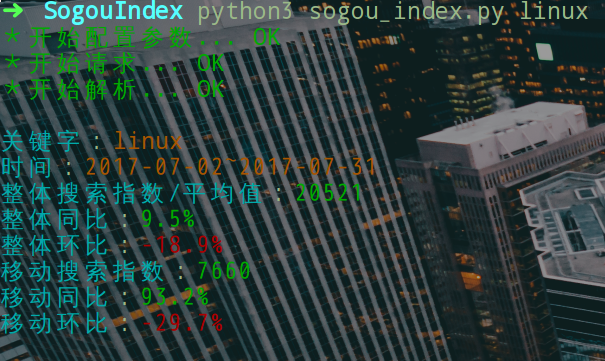 ➜ SogouIndex python3 sogou_index.py linux
*开始配置参数... OK
*开始请求... OK
*开始解析... OK
关键字：linux
时间：2017-07-02~2017-07-31
整体搜索指数/平均值：20521
整体同比：9.5%
整体环比：-18.9%
移动搜索指数：7660
移动同比：93.2%
移动环比：-29.7%